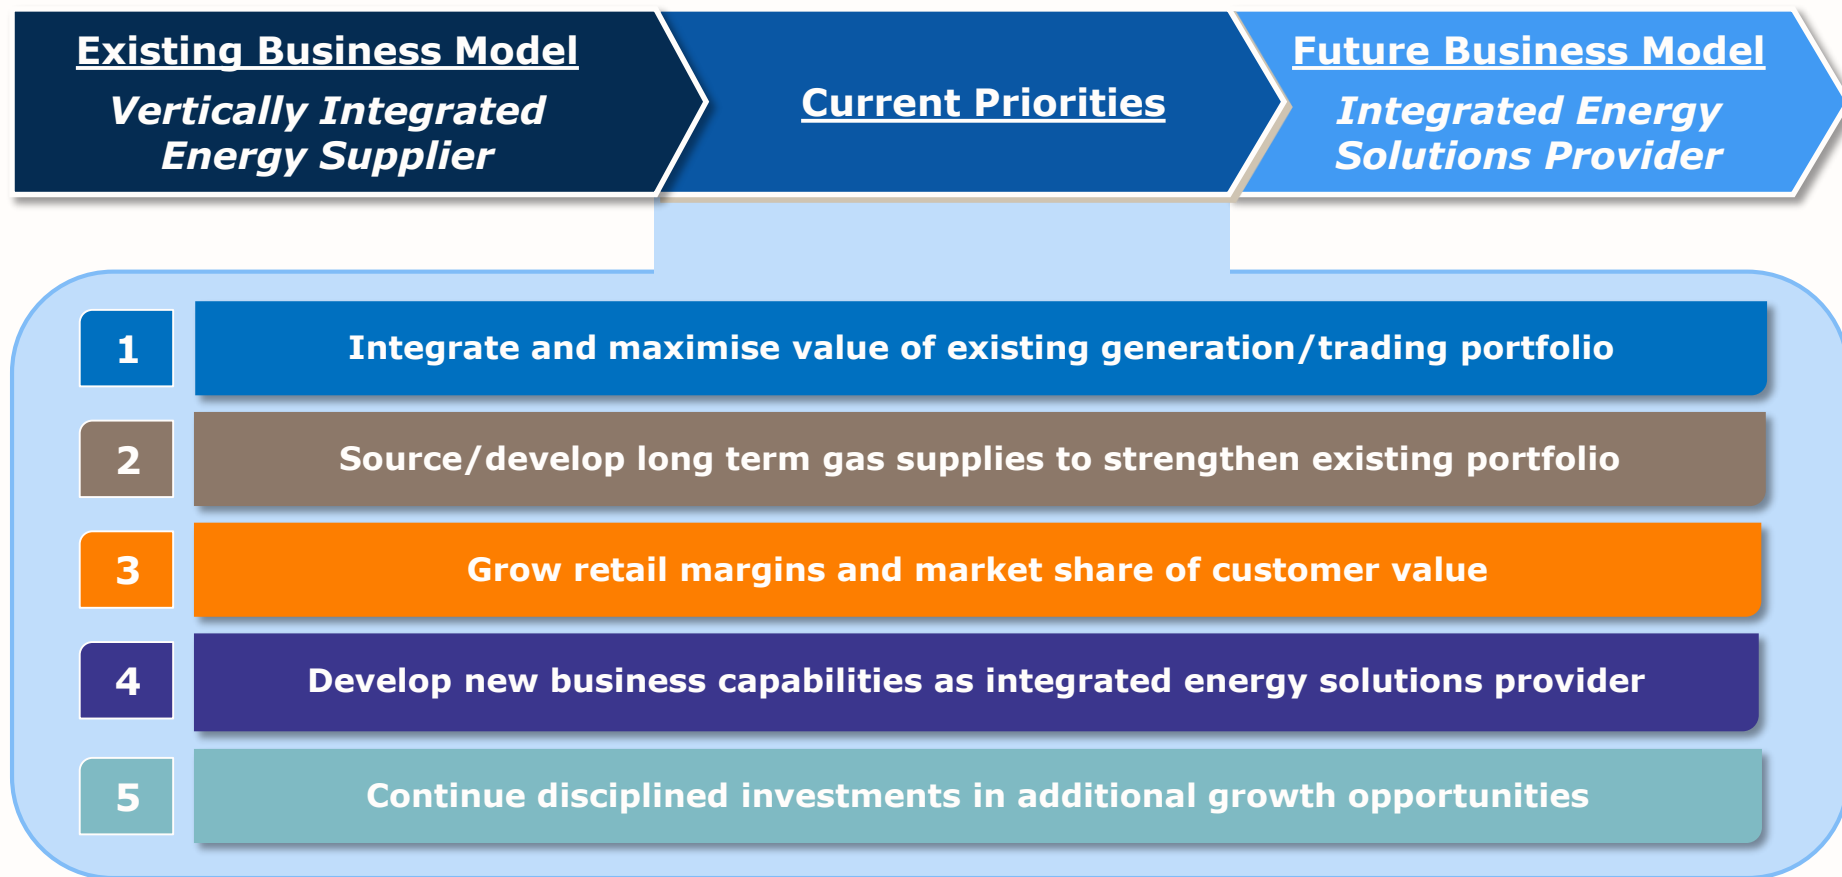 Existing Business Model
Vertically Integrated
Energy Supplier
Current Priorities
Future Business Model
Integrated Energy
Solutions Provider
1
Integrate and maximise value of existing generation/trading portfolio
2
Source/develop long term gas supplies to strengthen existing portfolio
3
Grow retail margins and market share of customer value
4
Develop new business capabilities as integrated energy solutions provider
5
Continue disciplined investments in additional growth opportunities